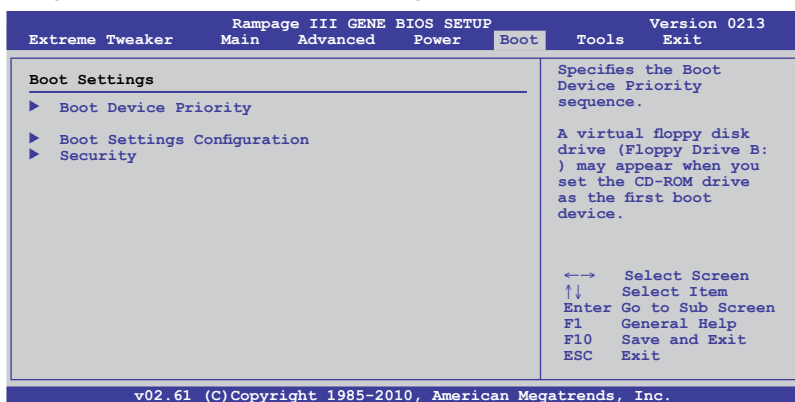 Rampage III GENE BIOS SETUP Version 0213
Extreme Tweaker Main Advanced Power Boot Tools Exit
Boot Settings
▶ Boot Device Priority
▶ Boot Settings Configuration
▶ Security
Specifies the Boot
Device Priority
sequence.
A virtual floppy disk
drive (Floppy Drive B:
) may appear when you
set the CD-ROM drive
as the first boot
device.
←→ Select Screen
↑↓ Select Item
Enter Go to Sub Screen
F1 General Help
F10 Save and Exit
ESC Exit
v02.61 (C)Copyright 1985-2010, American Megatrends, Inc.